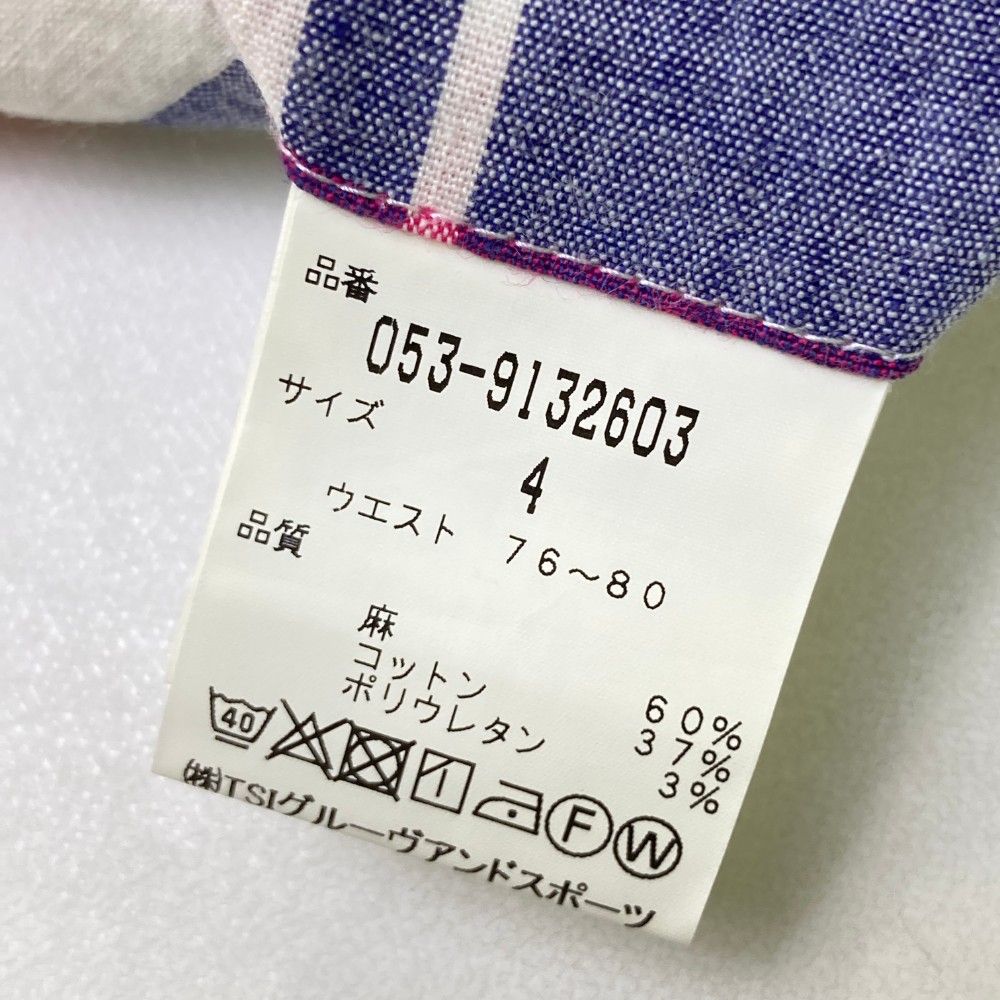 品番
053-9132603
サイズ
4
ウエスト 76~80
品質
麻 60%
コットン 37%
ポリウレタン 3%
40 F W
(株)TSIグルーヴアンドスポーツ